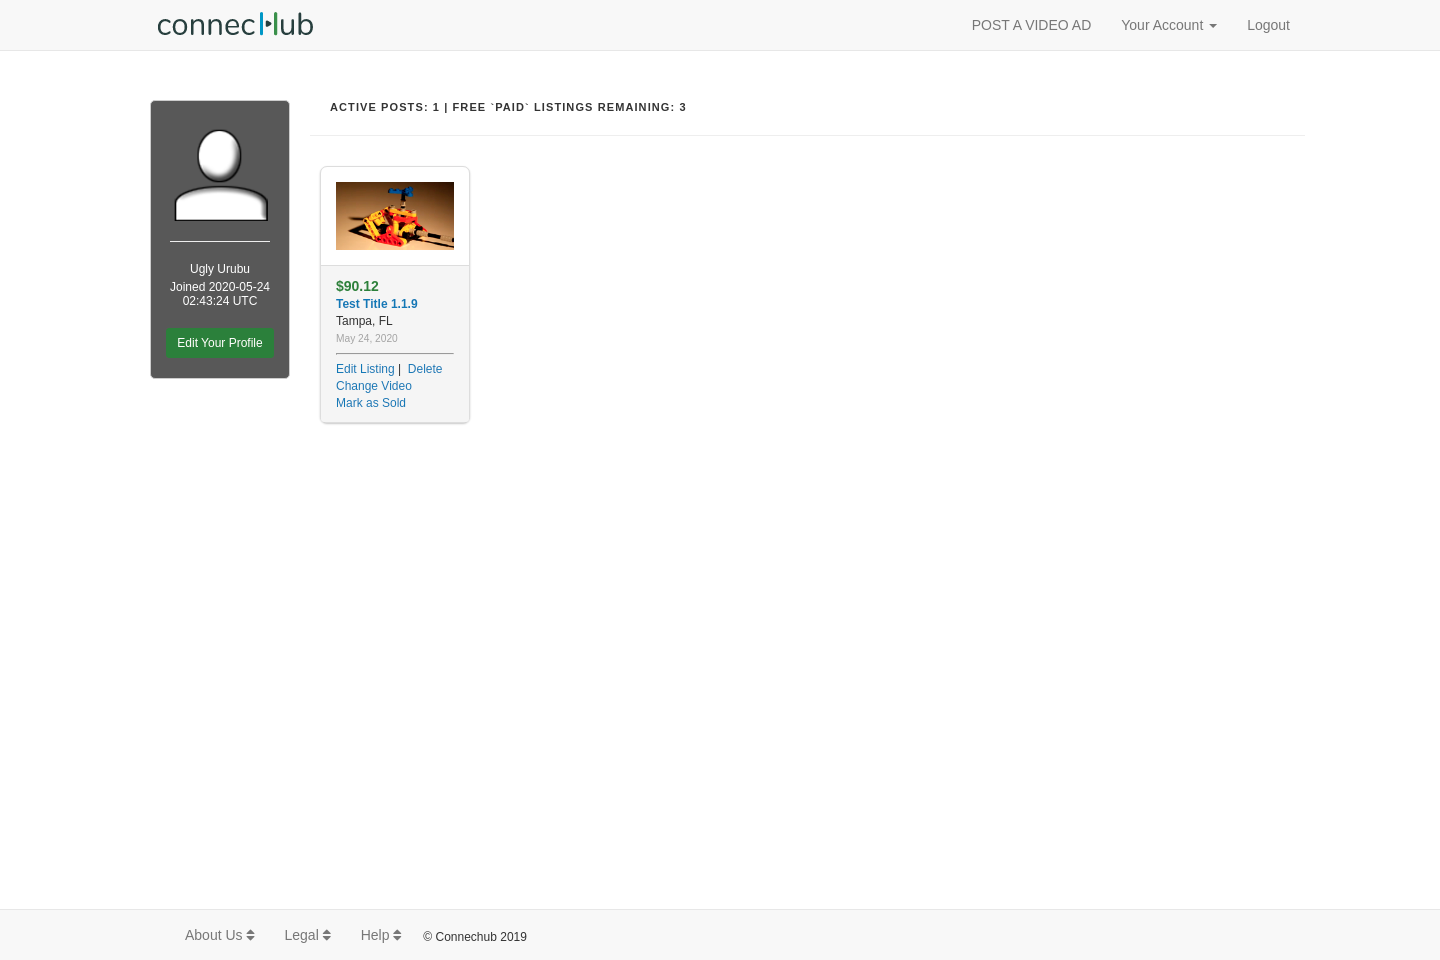 connecHub
POST A VIDEO AD
Your Account
Logout
ACTIVE POSTS: 1 | FREE `PAID` LISTINGS REMAINING: 3
Ugly Urubu
Joined 2020-05-24
02:43:24 UTC
Edit Your Profile
$90.12
Test Title 1.1.9
Tampa, FL
May 24, 2020
Edit Listing | Delete
Change Video
Mark as Sold
About Us
Legal
Help
© Connechub 2019